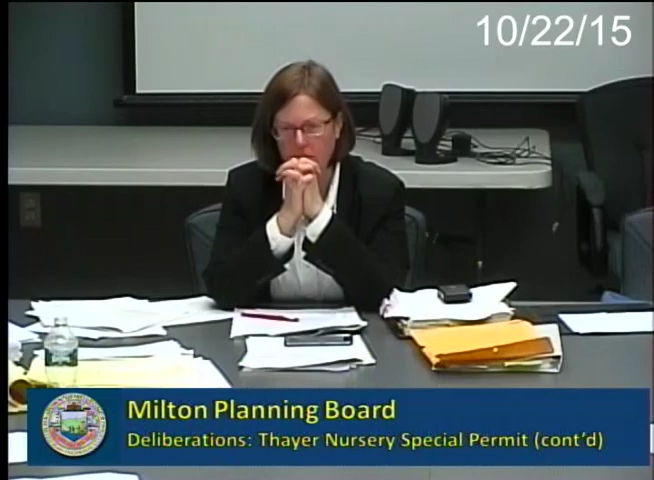 10/22/15
Milton Planning Board
Deliberations: Thayer Nursery Special Permit (cont'd)